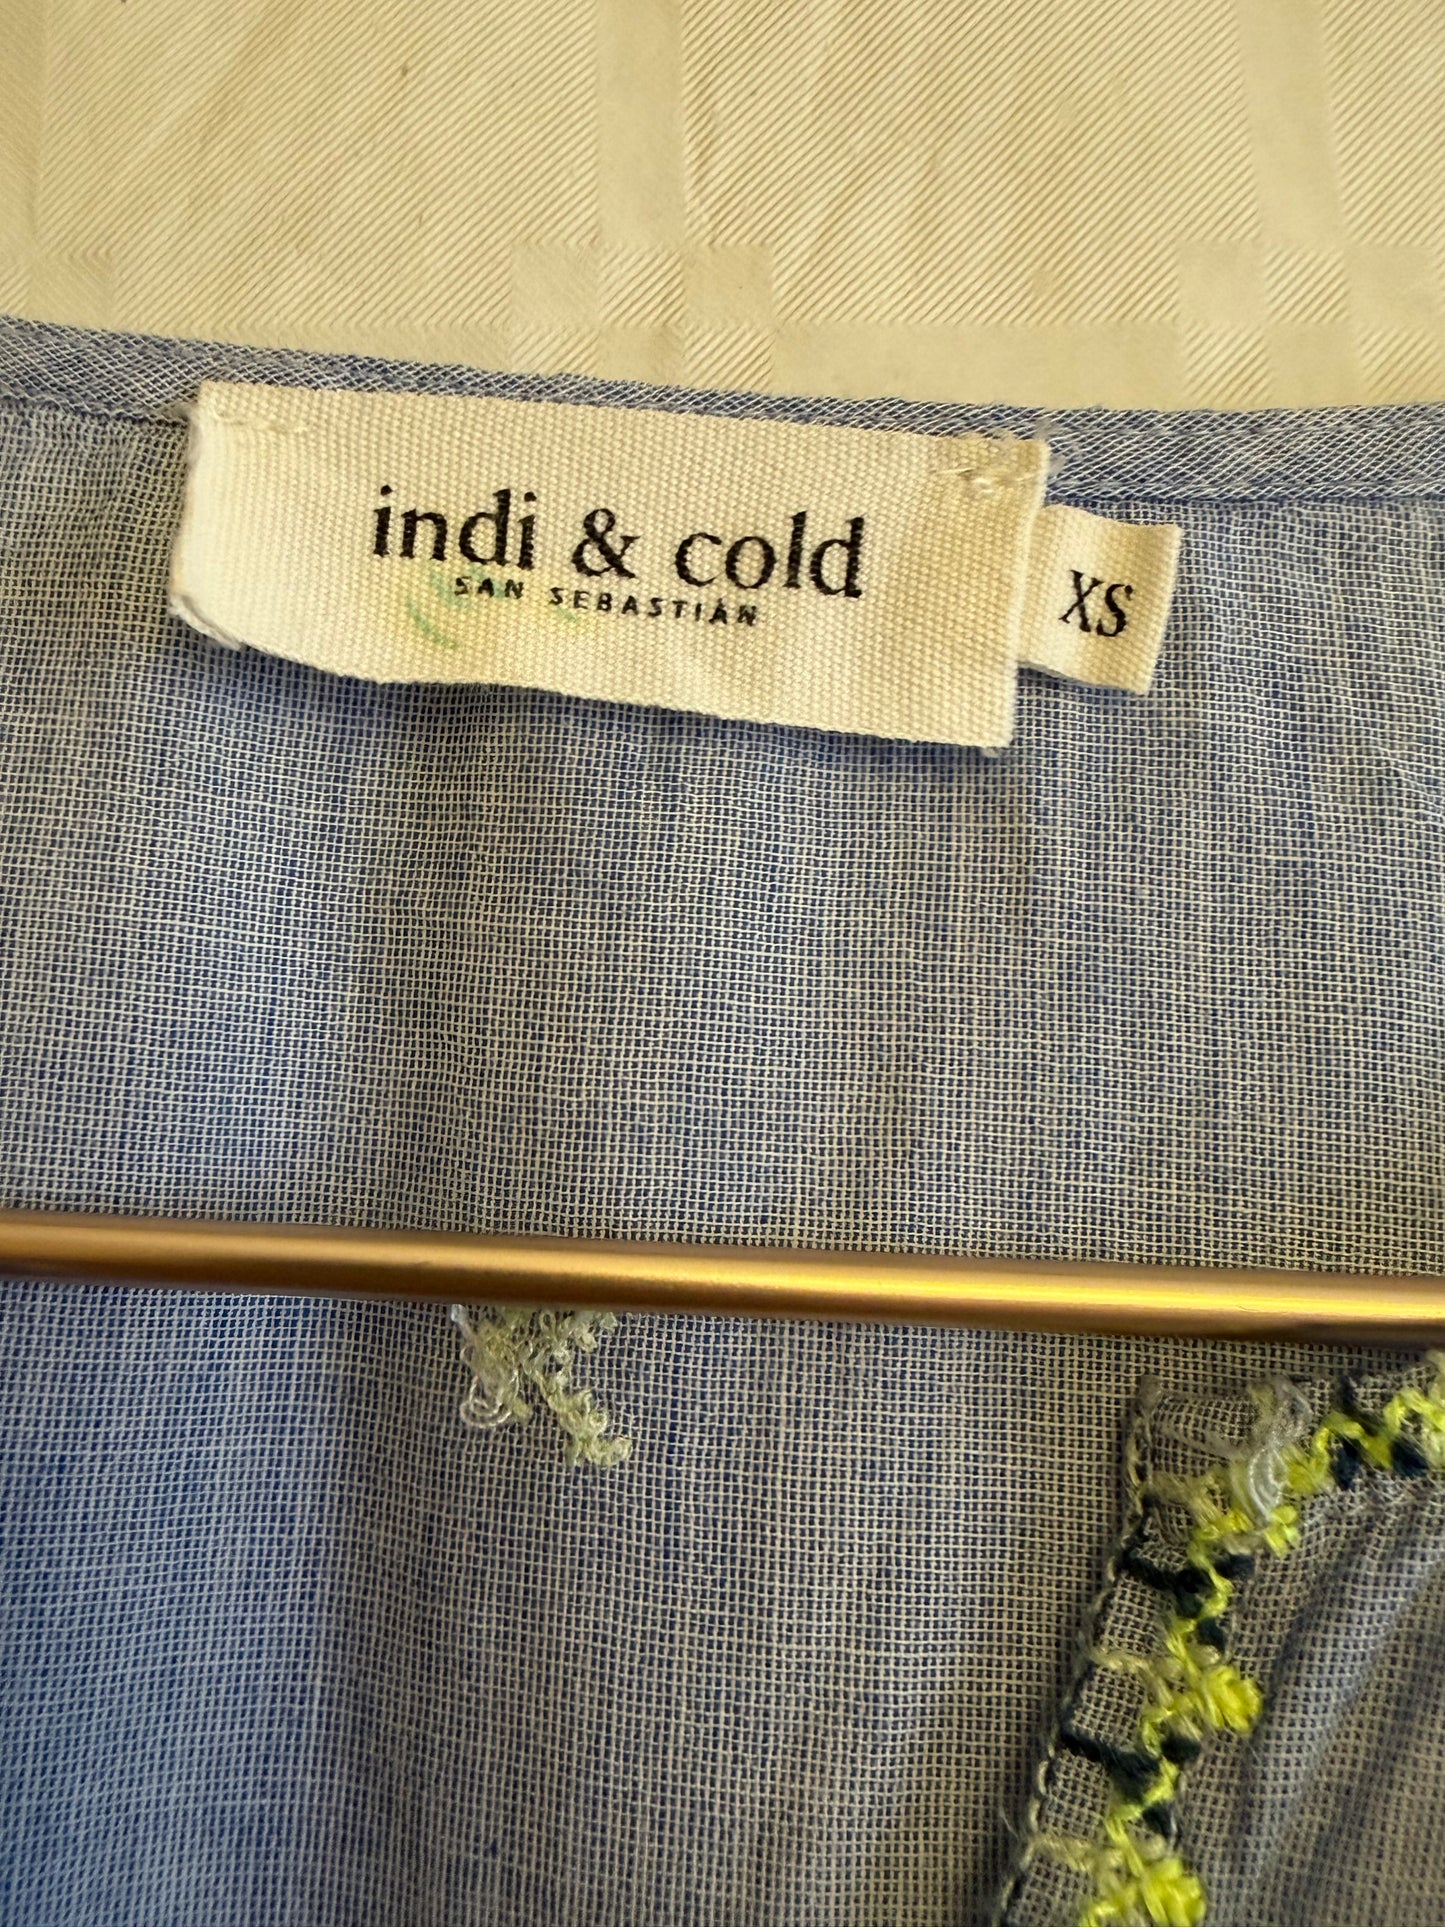 indi & cold
SAN SEBASTIÁN
XS